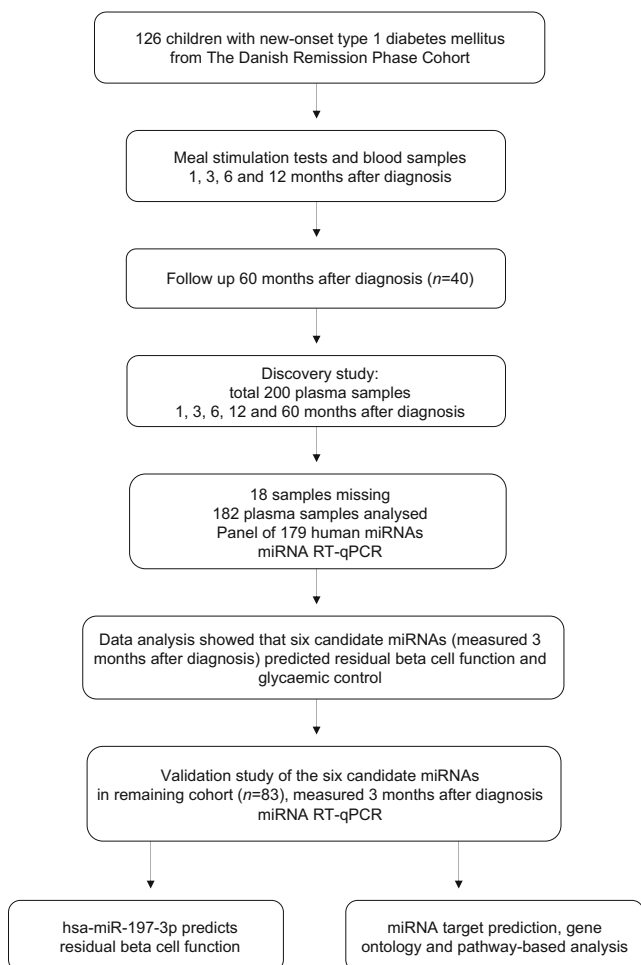 126 children with new-onset type 1 diabetes mellitus
from The Danish Remission Phase Cohort
Meal stimulation tests and blood samples
1, 3, 6 and 12 months after diagnosis
Follow up 60 months after diagnosis (n=40)
Discovery study:
total 200 plasma samples
1, 3, 6, 12 and 60 months after diagnosis
18 samples missing
182 plasma samples analysed
Panel of 179 human miRNAs
miRNA RT-qPCR
Data analysis showed that six candidate miRNAs (measured 3
months after diagnosis) predicted residual beta cell function and
glycaemic control
Validation study of the six candidate miRNAs
in remaining cohort (n=83), measured 3 months after diagnosis
miRNA RT-qPCR
hsa-miR-197-3p predicts
residual beta cell function
miRNA target prediction, gene
ontology and pathway-based analysis